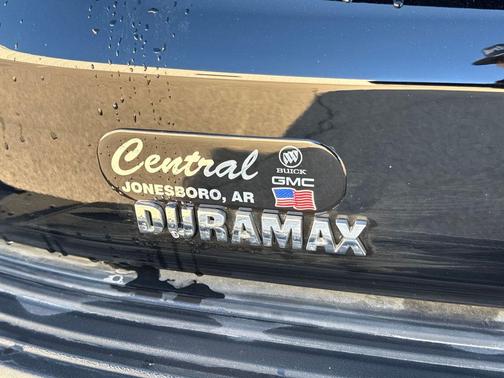 Central
BUICK
GMC
JONESBORO, AR
DURAMAX